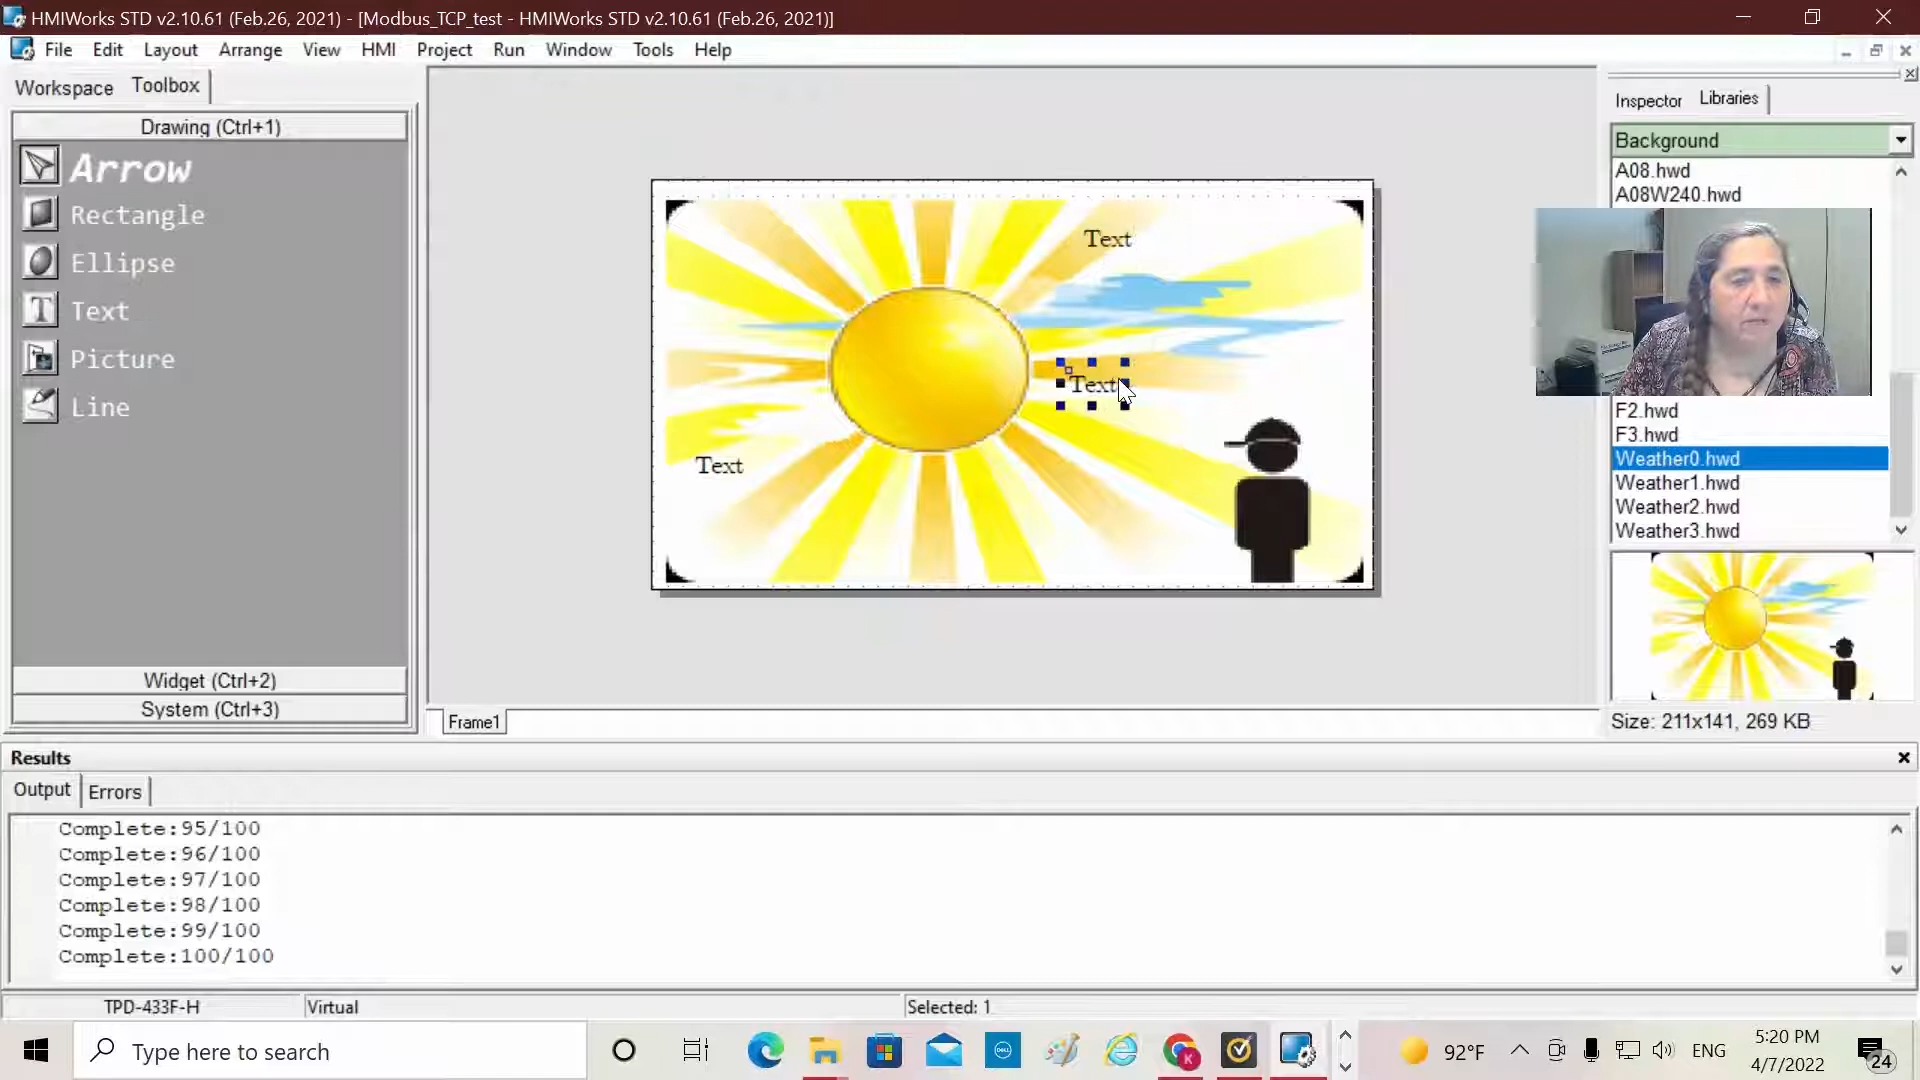 HMIWorks STD v2.10.61 (Feb.26, 2021) - [Modbus_TCP_test - HMIWorks STD v2.10.61 (Feb.26, 2021)]
File Edit Layout Arrange View HMI Project Run Window Tools Help
Workspace Toolbox
Drawing (Ctrl+1)
Arrow
Rectangle
Ellipse
Text
Picture
Line
Widget (Ctrl+2)
System (Ctrl+3)
Text
Text
Text
Frame1
Inspector Libraries
Background
A08.hwd
A08W240.hwd
F2.hwd
F3.hwd
Weather0.hwd
Weather1.hwd
Weather2.hwd
Weather3.hwd
Size: 211x141, 269 KB
Results
Output Errors
Complete:95/100
Complete:96/100
Complete:97/100
Complete:98/100
Complete:99/100
Complete:100/100
TPD-433F-H Virtual Selected: 1
Type here to search
DELL
K
92°F
ENG
5:20 PM
4/7/2022
24